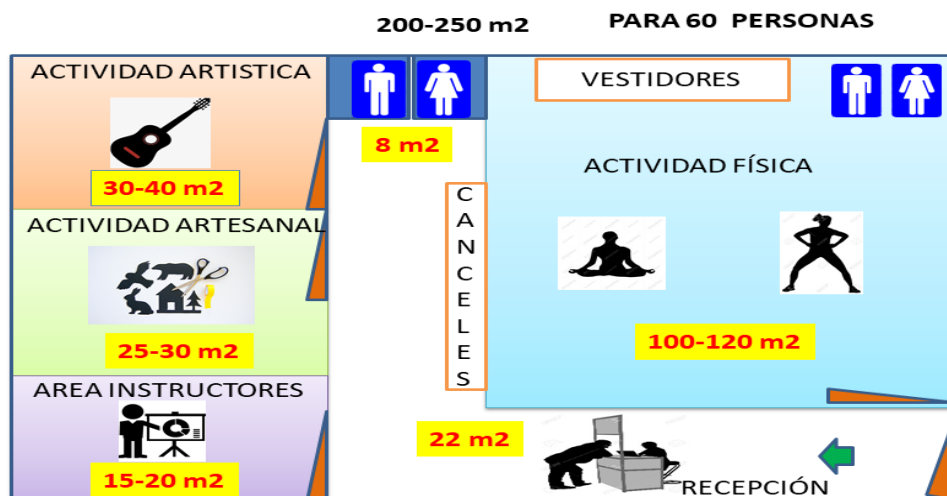 200-250 m2
PARA 60 PERSONAS
ACTIVIDAD ARTISTICA
30-40 m2
ACTIVIDAD ARTESANAL
25-30 m2
AREA INSTRUCTORES
15-20 m2
8 m2
CANCELES
22 m2
VESTIDORES
ACTIVIDAD FÍSICA
100-120 m2
RECEPCIÓN